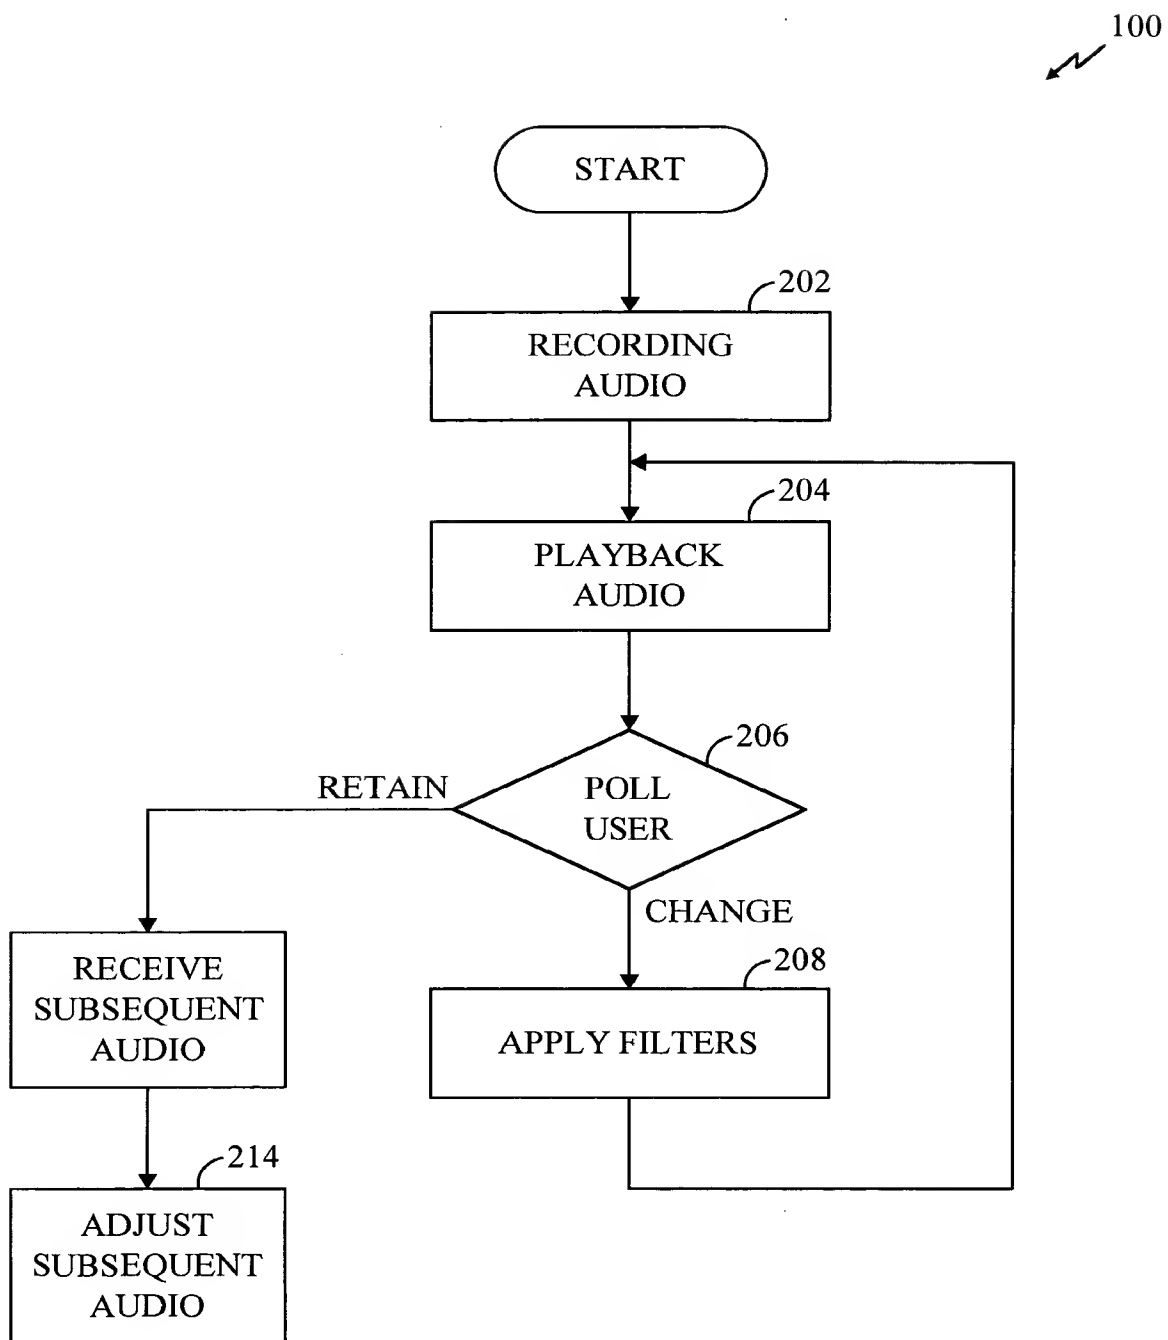 100
START
202
RECORDING
AUDIO
204
PLAYBACK
AUDIO
206
RETAIN
POLL
USER
CHANGE
208
RECEIVE
SUBSEQUENT
AUDIO
APPLY FILTERS
214
ADJUST
SUBSEQUENT
AUDIO